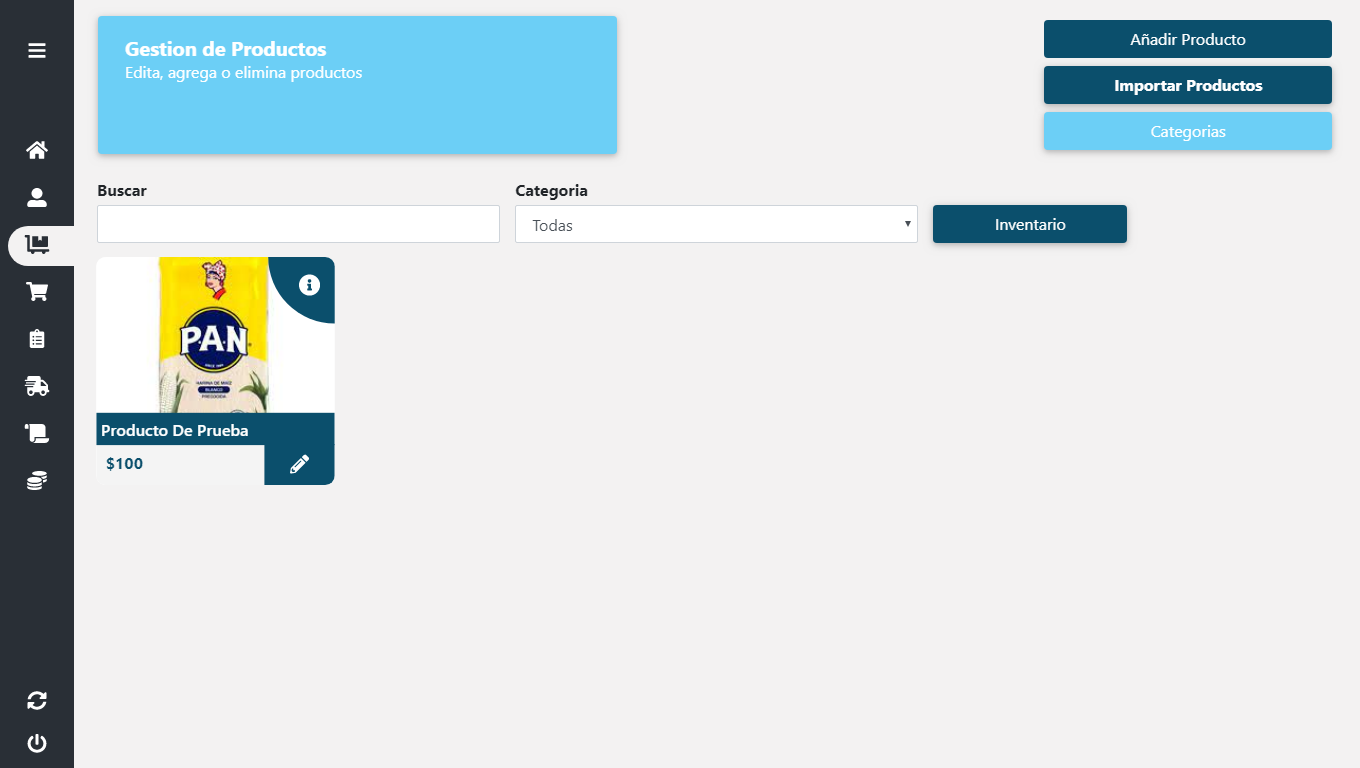 Gestion de Productos
Edita, agrega o elimina productos
Añadir Producto
Importar Productos
Categorias
Buscar
Categoria
Todas
Inventario
P.A.N
HARINA DE MAÍZ
BLANCO
PRECOCIDA
Producto De Prueba
$100